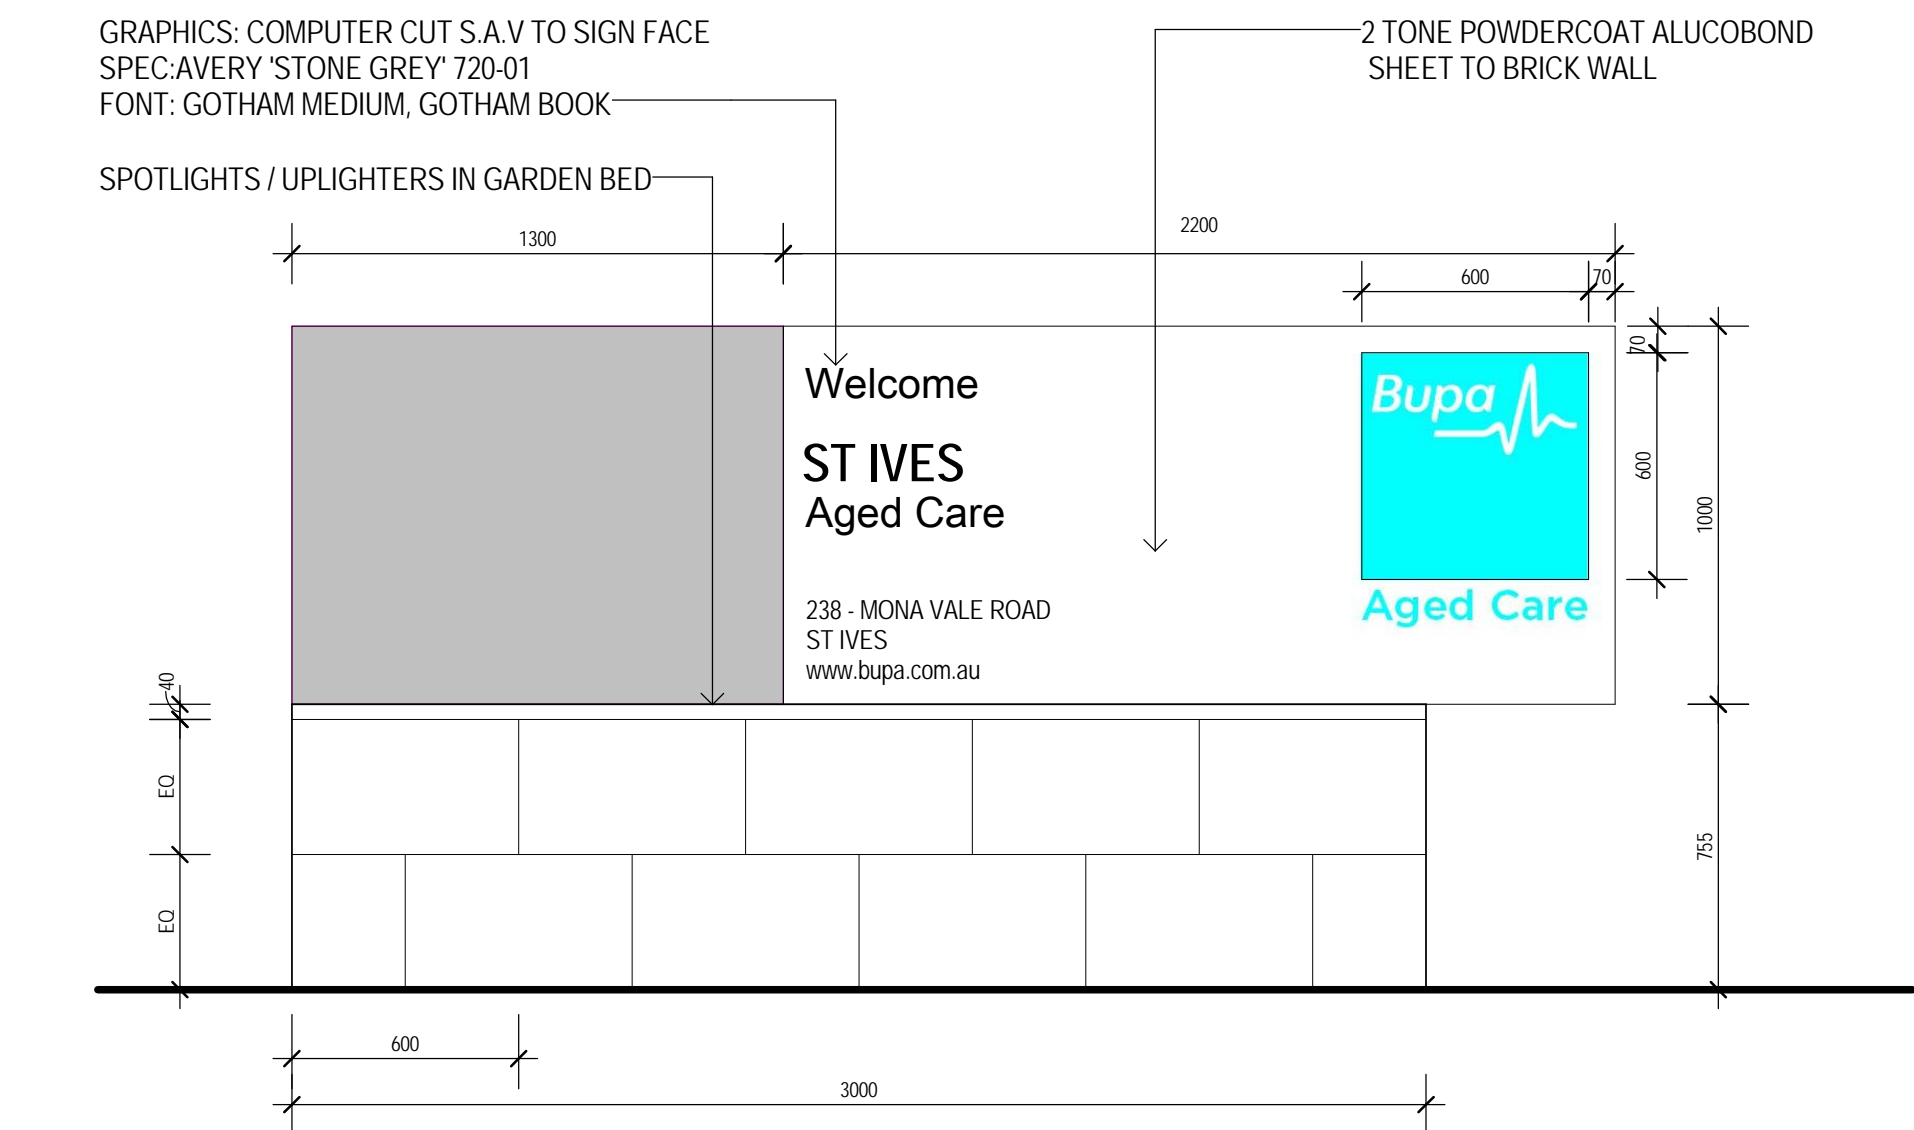 GRAPHICS: COMPUTER CUT S.A.V TO SIGN FACE
SPEC:AVERY 'STONE GREY' 720-01
FONT: GOTHAM MEDIUM, GOTHAM BOOK
2 TONE POWDERCOAT ALUCOBOND
SHEET TO BRICK WALL
SPOTLIGHTS / UPLIGHTERS IN GARDEN BED
1300
2200
600
70
70
600
1000
Welcome
ST IVES
Aged Care
238 - MONA VALE ROAD
ST IVES
www.bupa.com.au
Bupa
Aged Care
40
EQ
EQ
755
600
3000